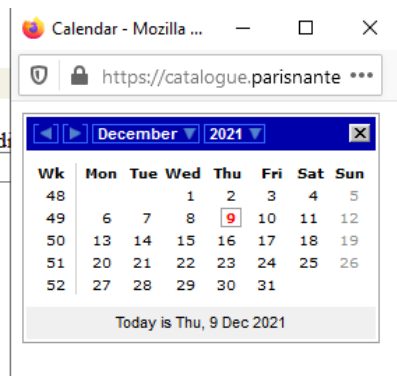 Calendar - Mozilla ...
https://catalogue.parisnante
December 2021
Wk Mon Tue Wed Thu Fri Sat Sun
48 1 2 3 4 5
49 6 7 8 9 10 11 12
50 13 14 15 16 17 18 19
51 20 21 22 23 24 25 26
52 27 28 29 30 31
Today is Thu, 9 Dec 2021